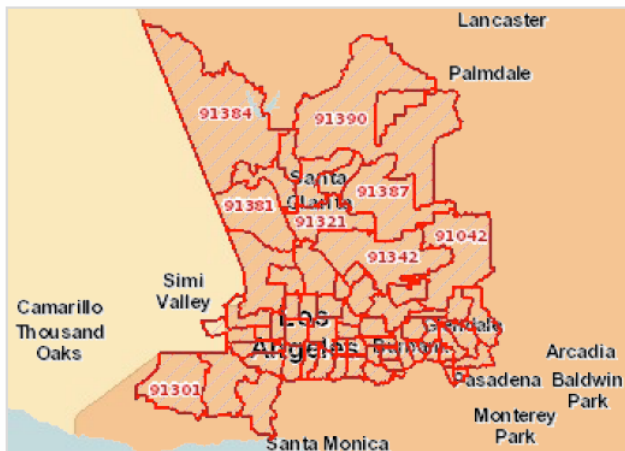 Lancaster
Palmdale
91384
91390
Santa
Clarita
91387
91381
91321
91042
91342
Simi
Valley
Camarillo
Thousand
Oaks
Los
Angeles
Glendale
Burbank
Arcadia
Pasadena
Baldwin
Park
91301
Monterey
Park
Santa Monica